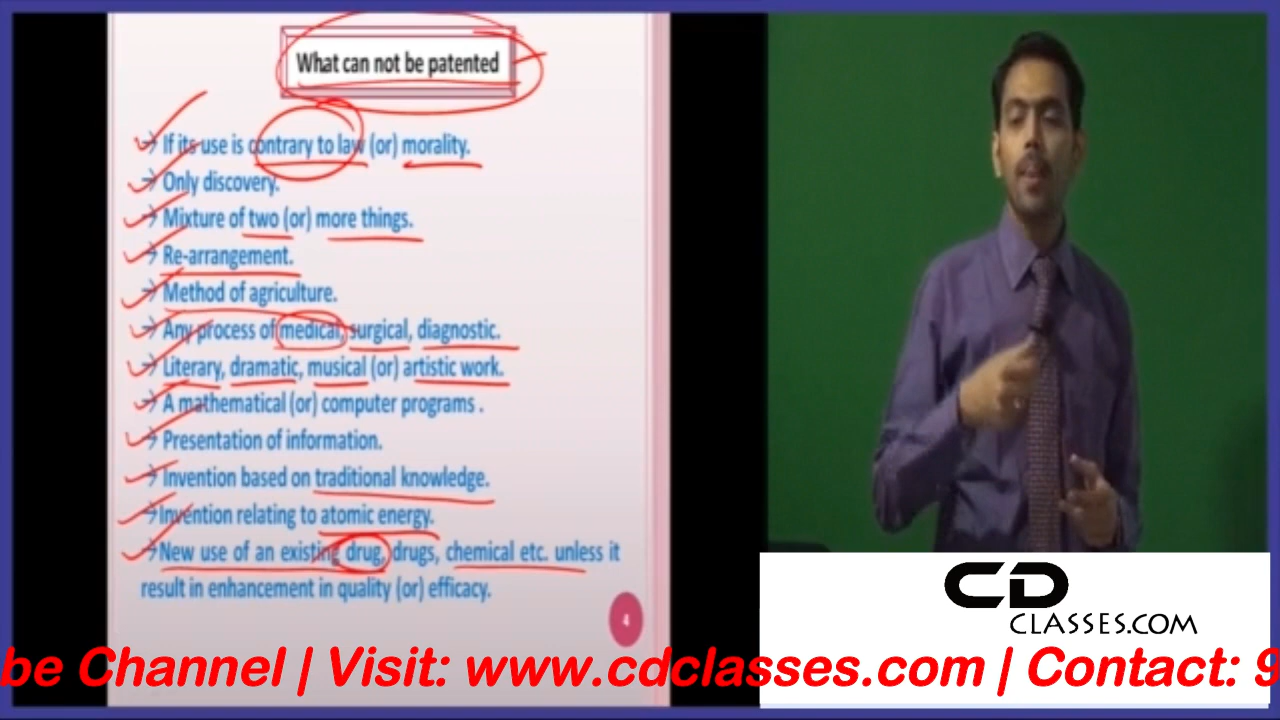 What can not be patented
→ If its use is contrary to law (or) morality.
→ Only discovery.
→ Mixture of two (or) more things.
→ Re-arrangement.
→ Method of agriculture.
→ Any process of medical, surgical, diagnostic.
→ Literary, dramatic, musical (or) artistic work.
→ A mathematical (or) computer programs .
→ Presentation of information.
→ Invention based on traditional knowledge.
→Invention relating to atomic energy.
→New use of an existing drug, drugs, chemical etc. unless it
result in enhancement in quality (or) efficacy.
4
CD
CLASSES.COM
be Channel | Visit: www.cdclasses.com | Contact: 9